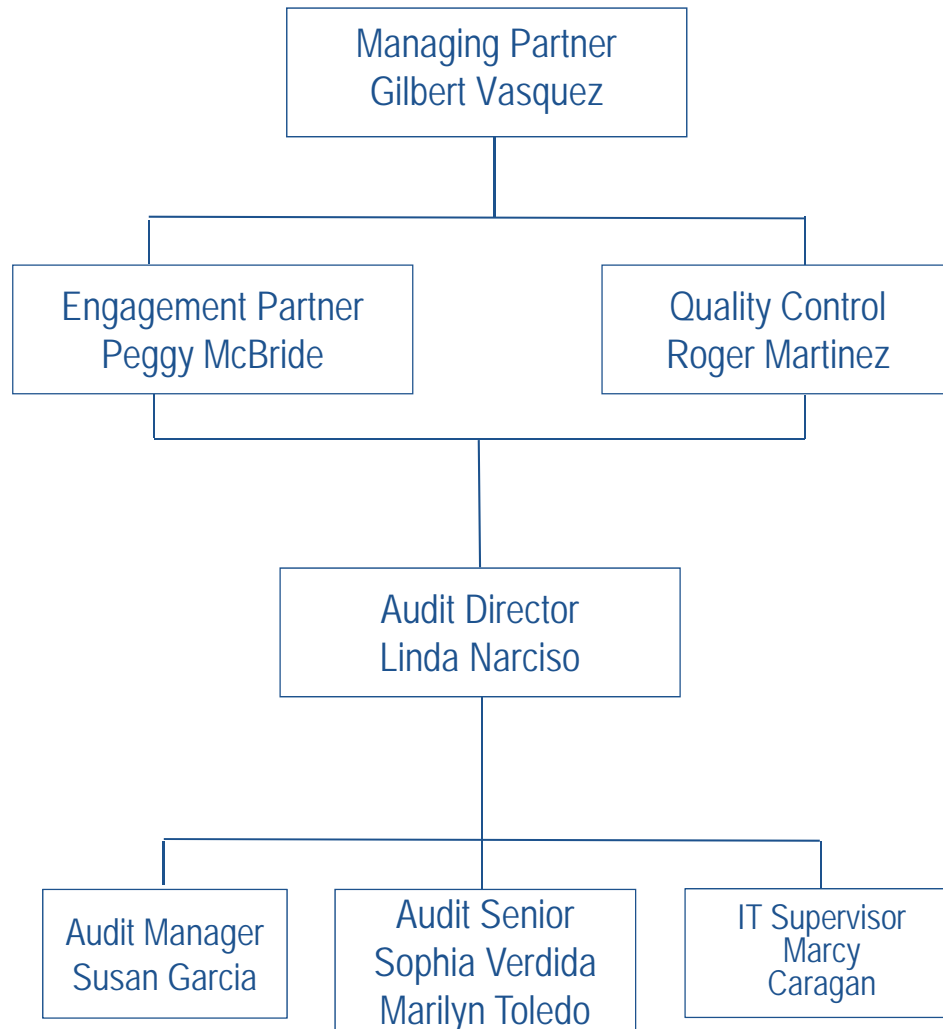 Managing Partner
Gilbert Vasquez
Engagement Partner
Peggy McBride
Quality Control
Roger Martinez
Audit Director
Linda Narciso
Audit Manager
Susan Garcia
Audit Senior
Sophia Verdida
Marilyn Toledo
IT Supervisor
Marcy
Caragan